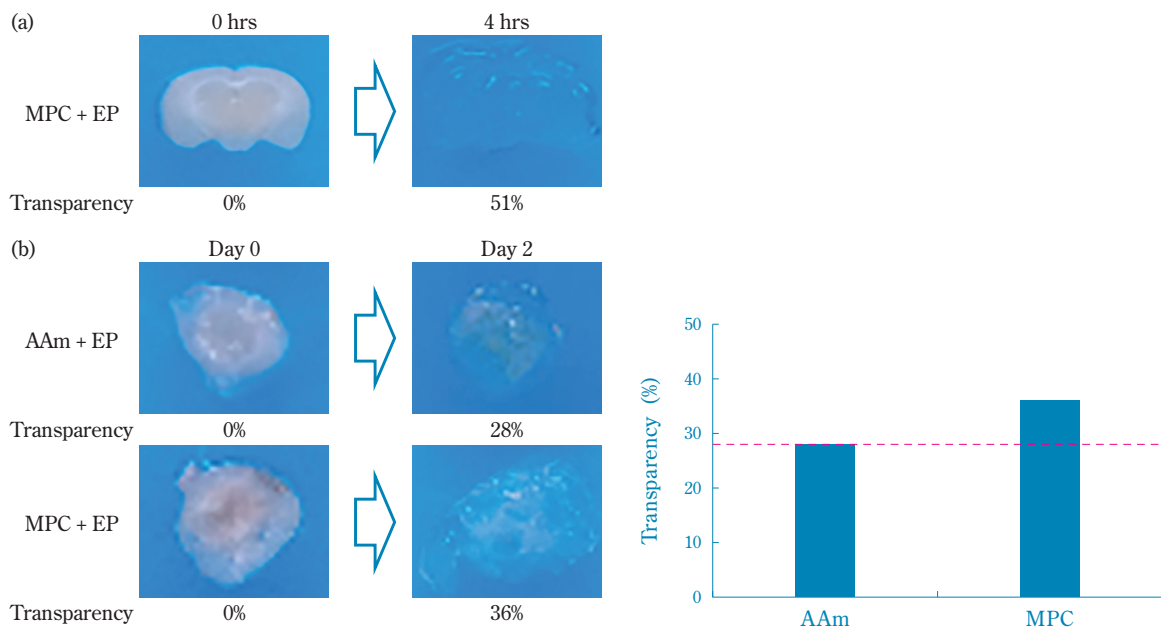 (a)
0 hrs
4 hrs
MPC + EP
Transparency
0%
51%
(b)
Day 0
Day 2
AAm + EP
Transparency
0%
28%
MPC + EP
Transparency
0%
36%
Transparency (%)
50
40
30
20
10
0
AAm
MPC